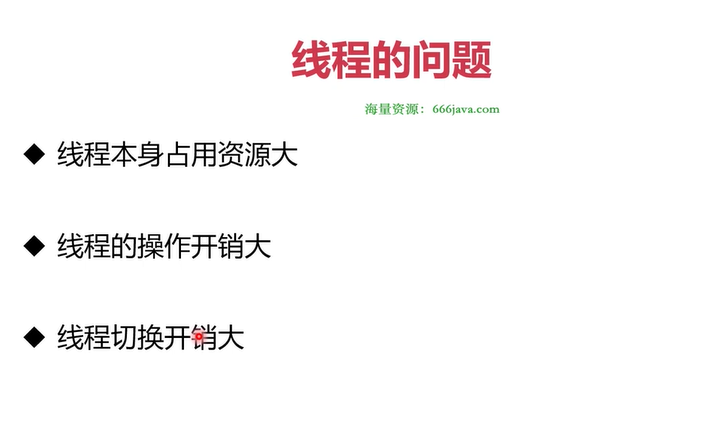 线程的问题
海量资源：666java.com
◆ 线程本身占用资源大
◆ 线程的操作开销大
◆ 线程切换开销大